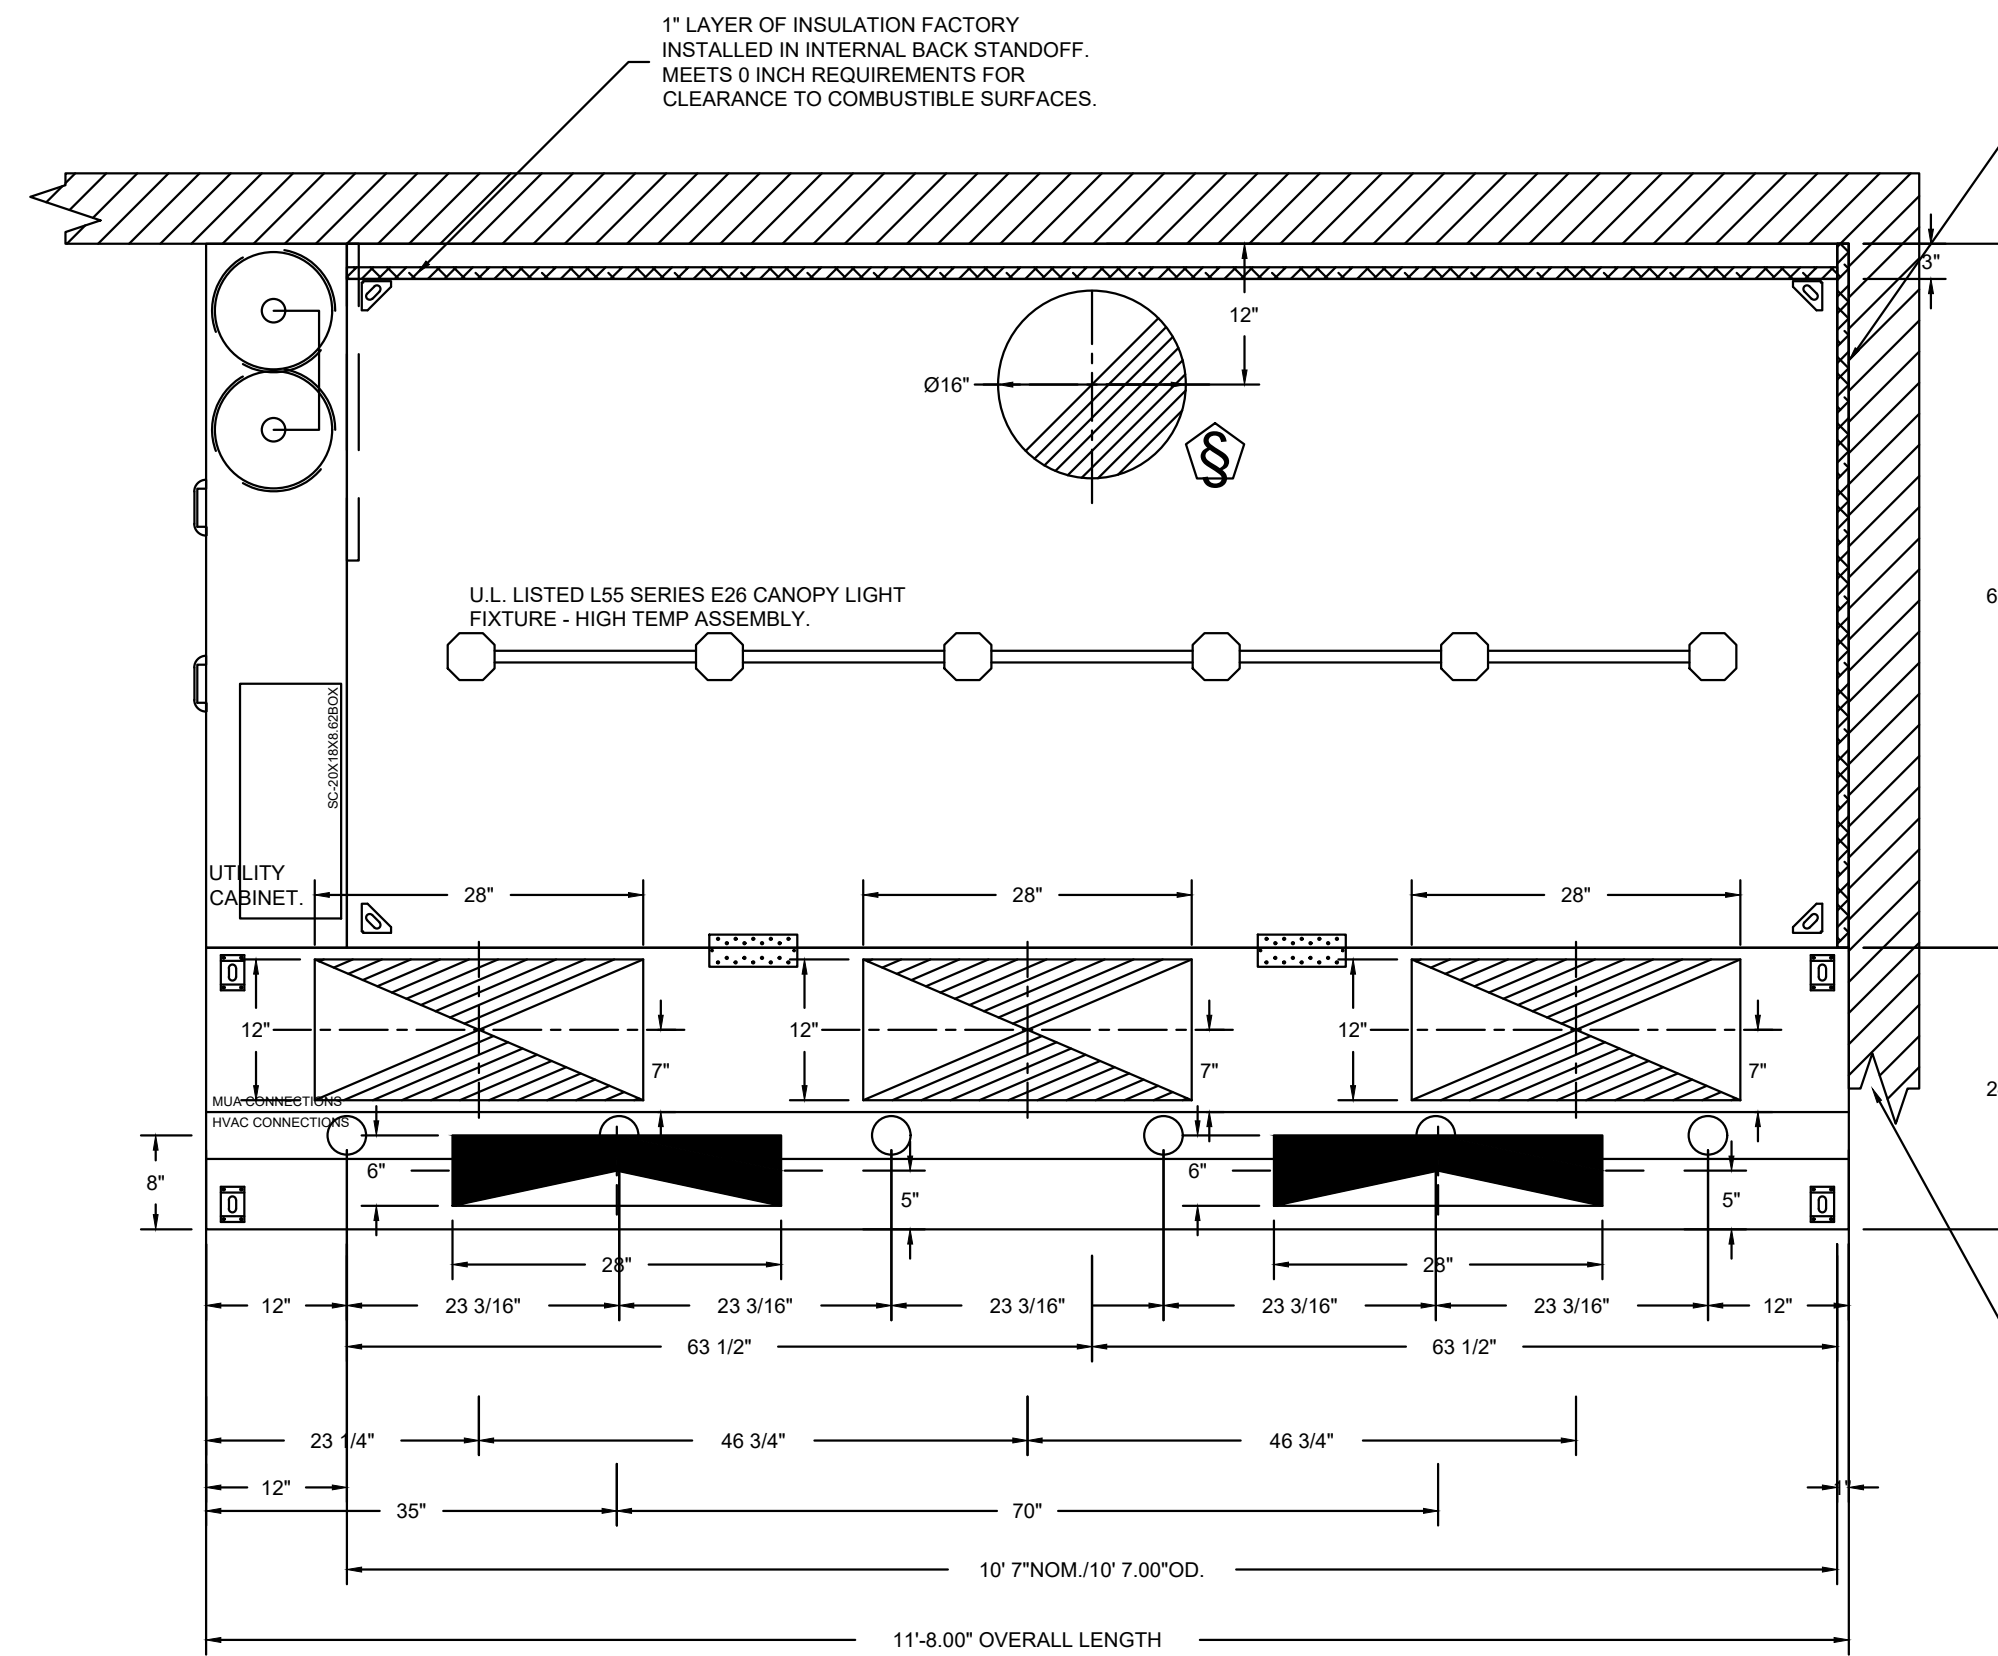 1" LAYER OF INSULATION FACTORY
INSTALLED IN INTERNAL BACK STANDOFF.
MEETS 0 INCH REQUIREMENTS FOR
CLEARANCE TO COMBUSTIBLE SURFACES.
3"
12"
Ø16"
§
U.L. LISTED L55 SERIES E26 CANOPY LIGHT
FIXTURE - HIGH TEMP ASSEMBLY.
6
SC-20X18X8.62BOX
UTILITY
CABINET.
28" 28" 28"
12" 12" 12"
7" 7" 7"
MUA CONNECTIONS
HVAC CONNECTIONS
2
8"
6" 6"
5" 5"
28" 28"
12" 23 3/16" 23 3/16" 23 3/16" 23 3/16" 23 3/16" 12"
63 1/2" 63 1/2"
23 1/4" 46 3/4" 46 3/4"
12" 1"
35" 70"
10' 7"NOM./10' 7.00"OD.
11'-8.00" OVERALL LENGTH